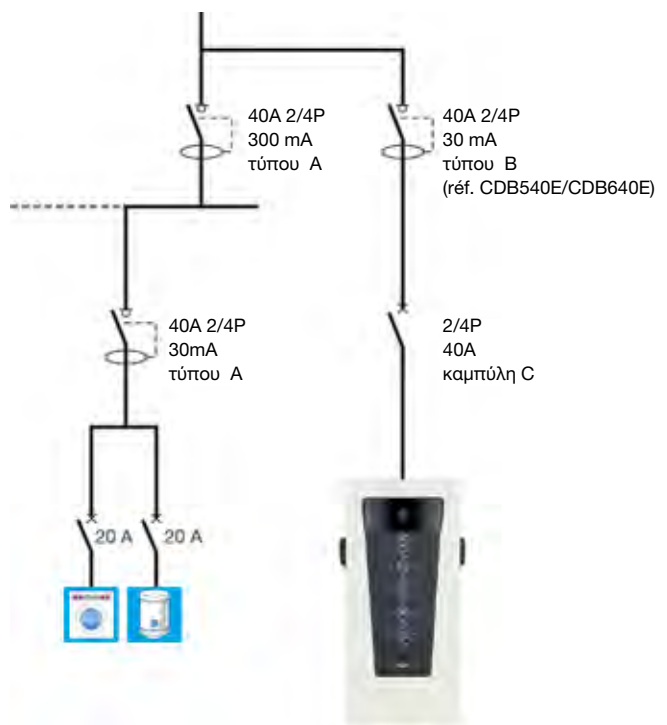 40A 2/4P
300 mA
τύπου A
40A 2/4P
30 mA
τύπου B
(réf. CDB540E/CDB640E)
40A 2/4P
30mA
τύπου A
2/4P
40A
καμπύλη C
20 A
20 A